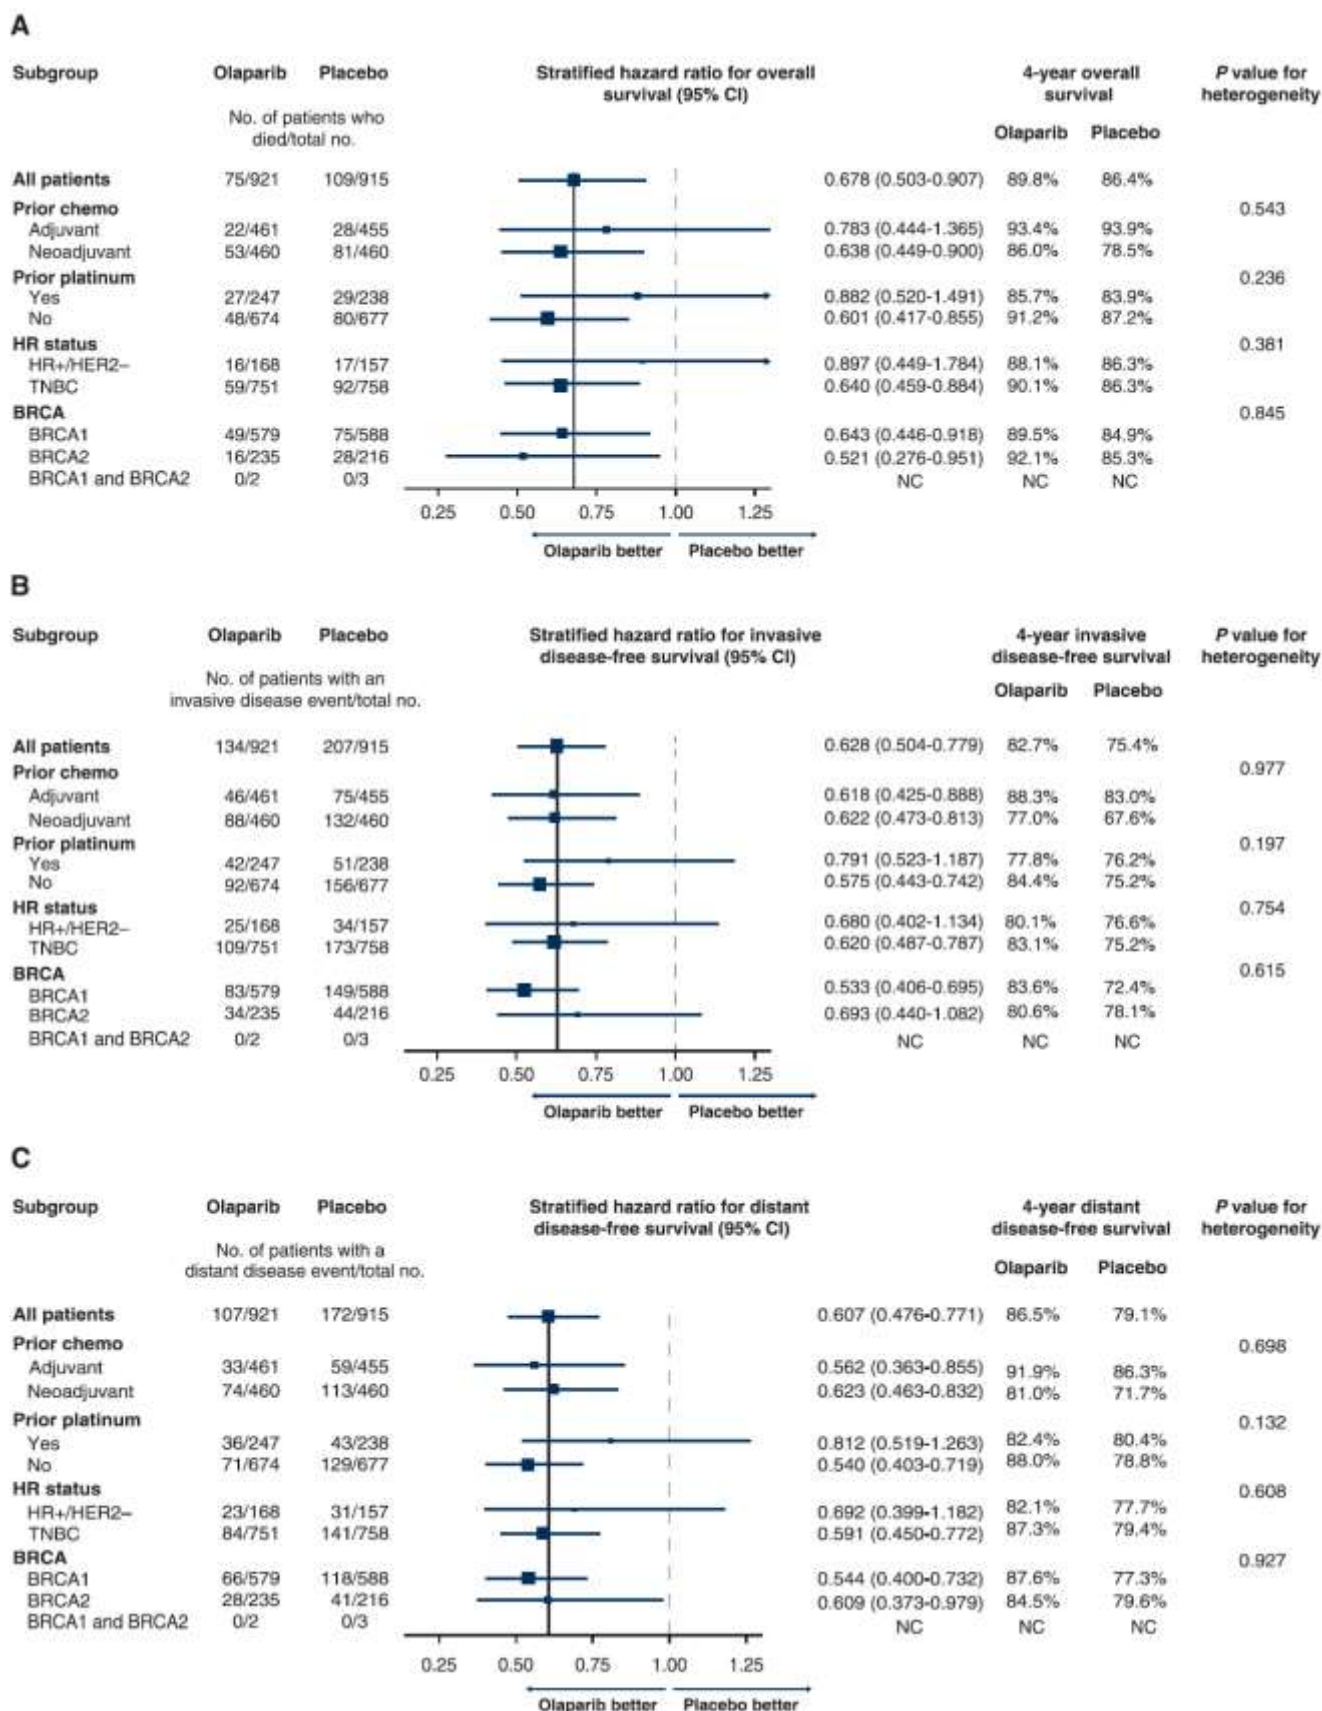 A
Subgroup Olaparib Placebo Stratified hazard ratio for overall survival (95% CI) 4-year overall survival P value for heterogeneity
Olaparib Placebo
No. of patients who died/total no.
All patients 75/921 109/915 0.678 (0.503-0.907) 89.8% 86.4%
Prior chemo 0.543
Adjuvant 22/461 28/455 0.783 (0.444-1.365) 93.4% 93.9%
Neoadjuvant 53/460 81/460 0.638 (0.449-0.900) 86.0% 78.5%
Prior platinum 0.236
Yes 27/247 29/238 0.882 (0.520-1.491) 85.7% 83.9%
No 48/674 80/677 0.601 (0.417-0.855) 91.2% 87.2%
HR status 0.381
HR+/HER2– 16/168 17/157 0.897 (0.449-1.784) 88.1% 86.3%
TNBC 59/751 92/758 0.640 (0.459-0.884) 90.1% 86.3%
BRCA 0.845
BRCA1 49/579 75/588 0.643 (0.446-0.918) 89.5% 84.9%
BRCA2 16/235 28/216 0.521 (0.276-0.951) 92.1% 85.3%
BRCA1 and BRCA2 0/2 0/3 NC NC NC
0.25 0.50 0.75 1.00 1.25
Olaparib better Placebo better
B
Subgroup Olaparib Placebo Stratified hazard ratio for invasive disease-free survival (95% CI) 4-year invasive disease-free survival P value for heterogeneity
No. of patients with an invasive disease event/total no.
Olaparib Placebo
All patients 134/921 207/915 0.628 (0.504-0.779) 82.7% 75.4%
Prior chemo 0.977
Adjuvant 46/461 75/455 0.618 (0.425-0.888) 88.3% 83.0%
Neoadjuvant 88/460 132/460 0.622 (0.473-0.813) 77.0% 67.6%
Prior platinum 0.197
Yes 42/247 51/238 0.791 (0.523-1.187) 77.8% 76.2%
No 92/674 156/677 0.575 (0.443-0.742) 84.4% 75.2%
HR status 0.754
HR+/HER2– 25/168 34/157 0.680 (0.402-1.134) 80.1% 76.6%
TNBC 109/751 173/758 0.620 (0.487-0.787) 83.1% 75.2%
BRCA 0.615
BRCA1 83/579 149/588 0.533 (0.406-0.695) 83.6% 72.4%
BRCA2 34/235 44/216 0.693 (0.440-1.082) 80.6% 78.1%
BRCA1 and BRCA2 0/2 0/3 NC NC NC
0.25 0.50 0.75 1.00 1.25
Olaparib better Placebo better
C
Subgroup Olaparib Placebo Stratified hazard ratio for distant disease-free survival (95% CI) 4-year distant disease-free survival P value for heterogeneity
No. of patients with a distant disease event/total no.
Olaparib Placebo
All patients 107/921 172/915 0.607 (0.476-0.771) 86.5% 79.1%
Prior chemo 0.698
Adjuvant 33/461 59/455 0.562 (0.363-0.855) 91.9% 86.3%
Neoadjuvant 74/460 113/460 0.623 (0.463-0.832) 81.0% 71.7%
Prior platinum 0.132
Yes 36/247 43/238 0.812 (0.519-1.263) 82.4% 80.4%
No 71/674 129/677 0.540 (0.403-0.719) 88.0% 78.8%
HR status 0.608
HR+/HER2– 23/168 31/157 0.692 (0.399-1.182) 82.1% 77.7%
TNBC 84/751 141/758 0.591 (0.450-0.772) 87.3% 79.4%
BRCA 0.927
BRCA1 66/579 118/588 0.544 (0.400-0.732) 87.6% 77.3%
BRCA2 28/235 41/216 0.609 (0.373-0.979) 84.5% 79.6%
BRCA1 and BRCA2 0/2 0/3 NC NC NC
0.25 0.50 0.75 1.00 1.25
Olaparib better Placebo better